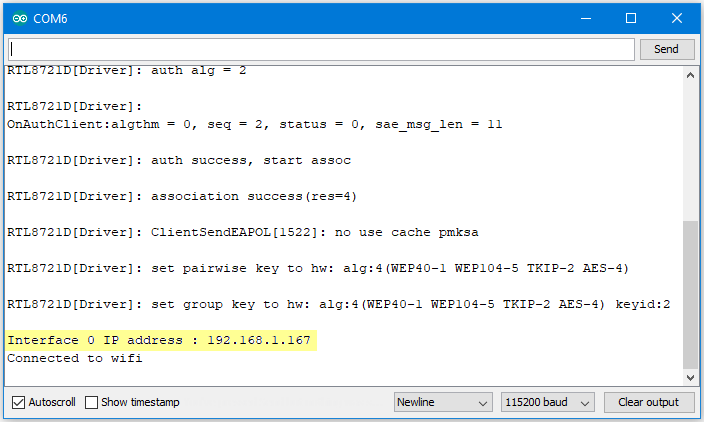 COM6
Send
RTL8721D[Driver]: auth alg = 2
RTL8721D[Driver]:
OnAuthClient:algthm = 0, seq = 2, status = 0, sae_msg_len = 11
RTL8721D[Driver]: auth success, start assoc
RTL8721D[Driver]: association success(res=4)
RTL8721D[Driver]: ClientSendEAPOL[1522]: no use cache pmksa
RTL8721D[Driver]: set pairwise key to hw: alg:4(WEP40-1 WEP104-5 TKIP-2 AES-4)
RTL8721D[Driver]: set group key to hw: alg:4(WEP40-1 WEP104-5 TKIP-2 AES-4) keyid:2
Interface 0 IP address : 192.168.1.167
Connected to wifi
Autoscroll Show timestamp Newline 115200 baud Clear output